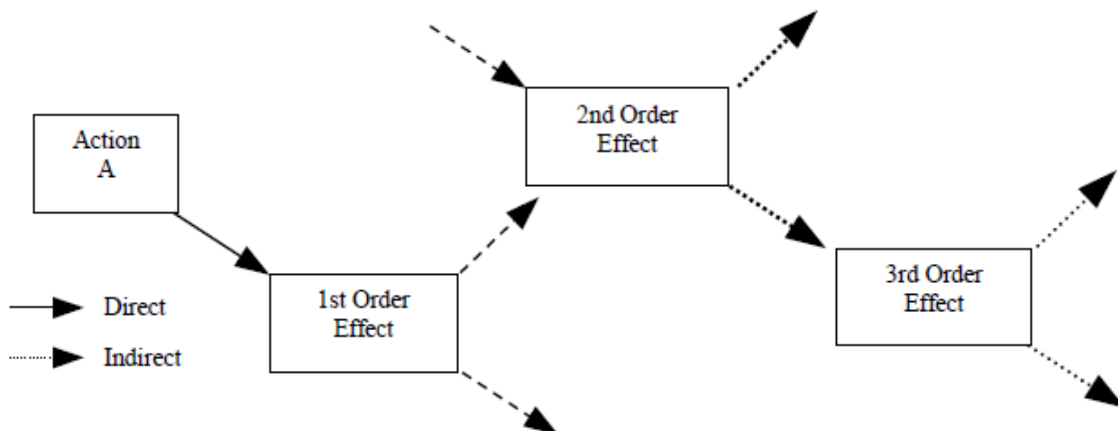 2nd Order
Effect
Action
A
1st Order
Effect
3rd Order
Effect
Direct
Indirect